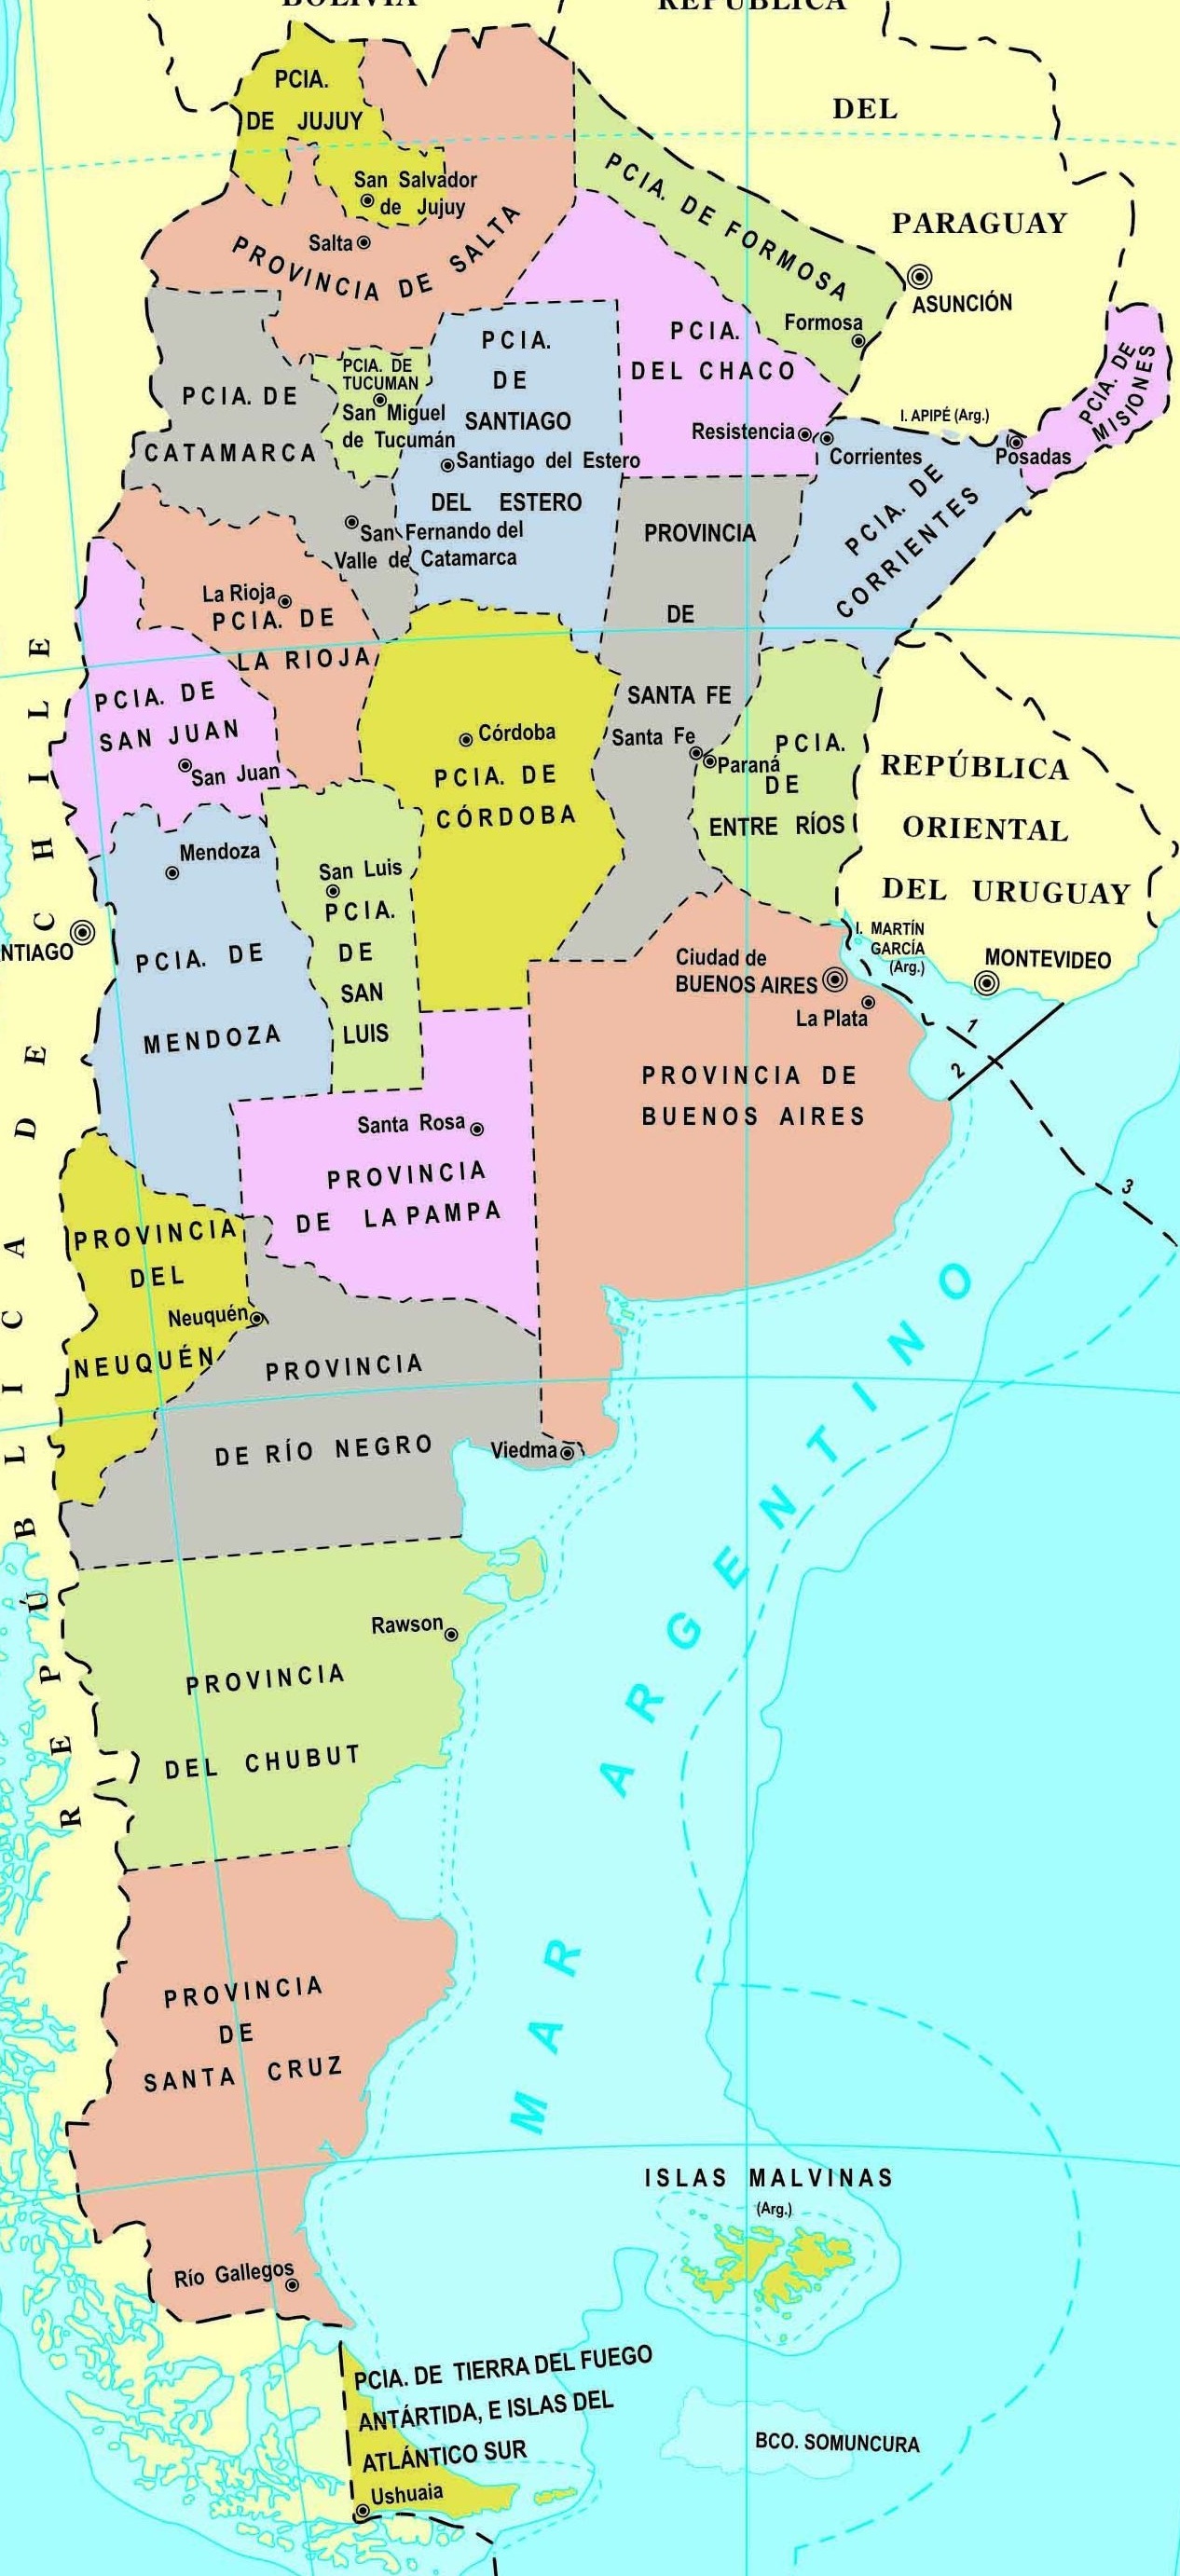 BOLIVIA
REPÚBLICA
DEL
PARAGUAY
ASUNCIÓN
PCIA.
DE JUJUY
San Salvador
de Jujuy
Salta
PROVINCIA DE SALTA
PCIA. DE FORMOSA
Formosa
PCIA.
DEL CHACO
Resistencia
PCIA. DE
MISIONES
I. APIPÉ (Arg.)
Posadas
Corrientes
PCIA. DE
CORRIENTES
PCIA. DE
CATAMARCA
PCIA. DE
TUCUMAN
San Miguel
de Tucumán
PCIA.
DE
SANTIAGO
Santiago del Estero
DEL ESTERO
San Fernando del
Valle de Catamarca
PROVINCIA
DE
SANTA FE
Santa Fe
La Rioja
PCIA. DE
LA RIOJA
PCIA. DE
SAN JUAN
San Juan
Córdoba
PCIA. DE
CÓRDOBA
Paraná
PCIA.
DE
ENTRE RÍOS
REPÚBLICA
ORIENTAL
DEL URUGUAY
MONTEVIDEO
I. MARTÍN
GARCÍA
(Arg.)
Mendoza
PCIA. DE
MENDOZA
San Luis
PCIA.
DE
SAN
LUIS
NTIAGO
Ciudad de
BUENOS AIRES
La Plata
PROVINCIA DE
BUENOS AIRES
1
2
3
Santa Rosa
PROVINCIA
DE LA PAMPA
PROVINCIA
DEL
Neuquén
NEUQUÉN
PROVINCIA
DE RÍO NEGRO
Viedma
REPÚBLICA DE CHILE
Rawson
PROVINCIA
DEL CHUBUT
MAR ARGENTINO
PROVINCIA
DE
SANTA CRUZ
Río Gallegos
ISLAS MALVINAS
(Arg.)
PCIA. DE TIERRA DEL FUEGO
ANTÁRTIDA, E ISLAS DEL
ATLÁNTICO SUR
Ushuaia
BCO. SOMUNCURA